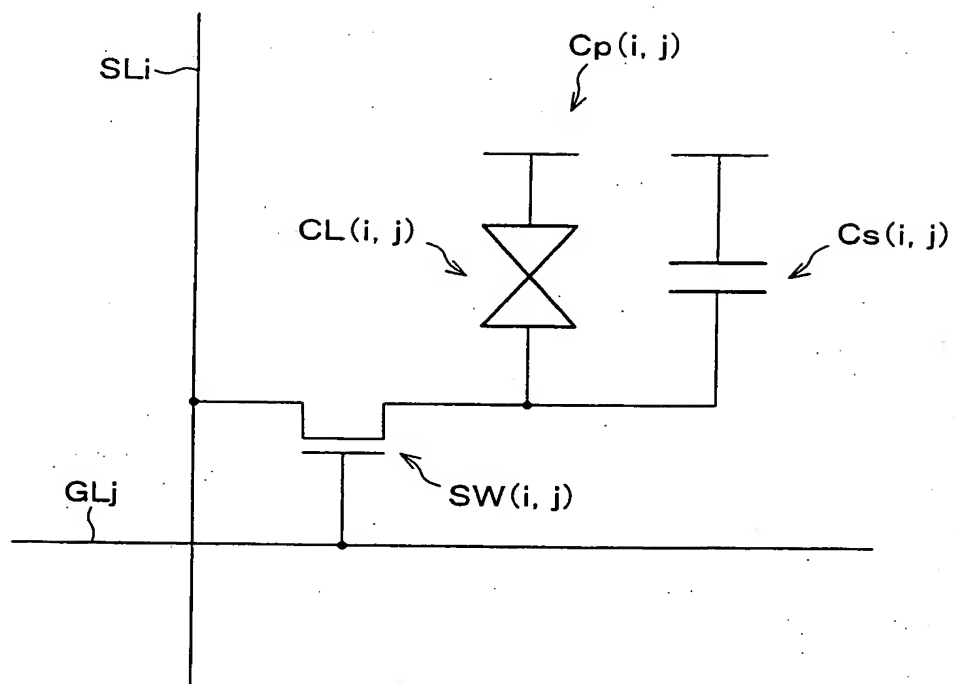 Cp(i, j)
SLi
CL(i, j)
Cs(i, j)
SW(i, j)
GLj